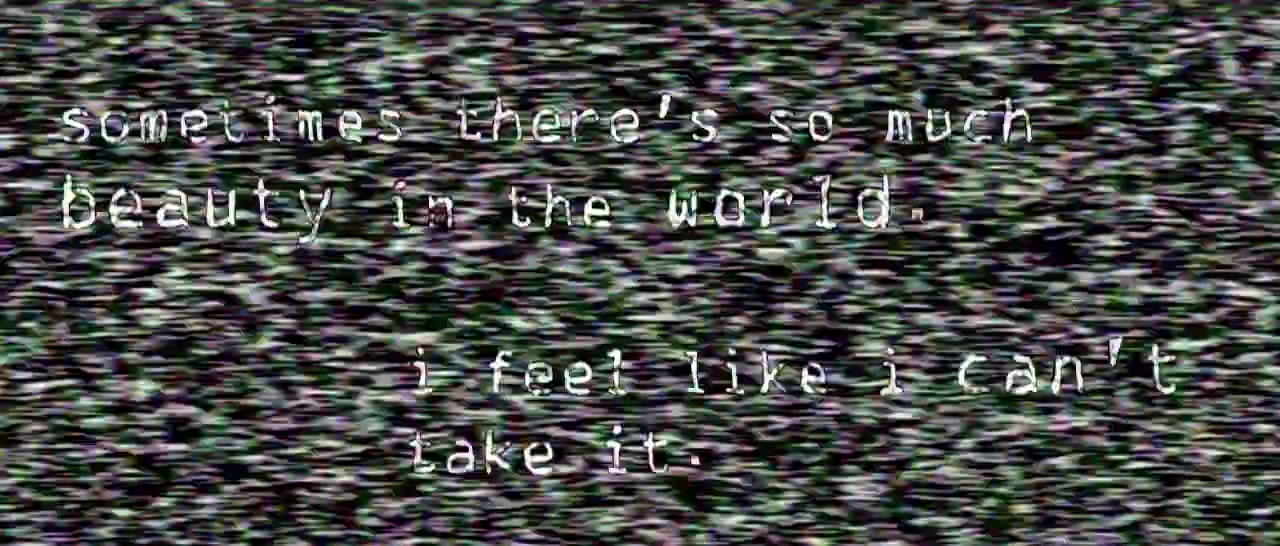 sometimes there's so much
beauty in the world.
i feel like i can't
take it.